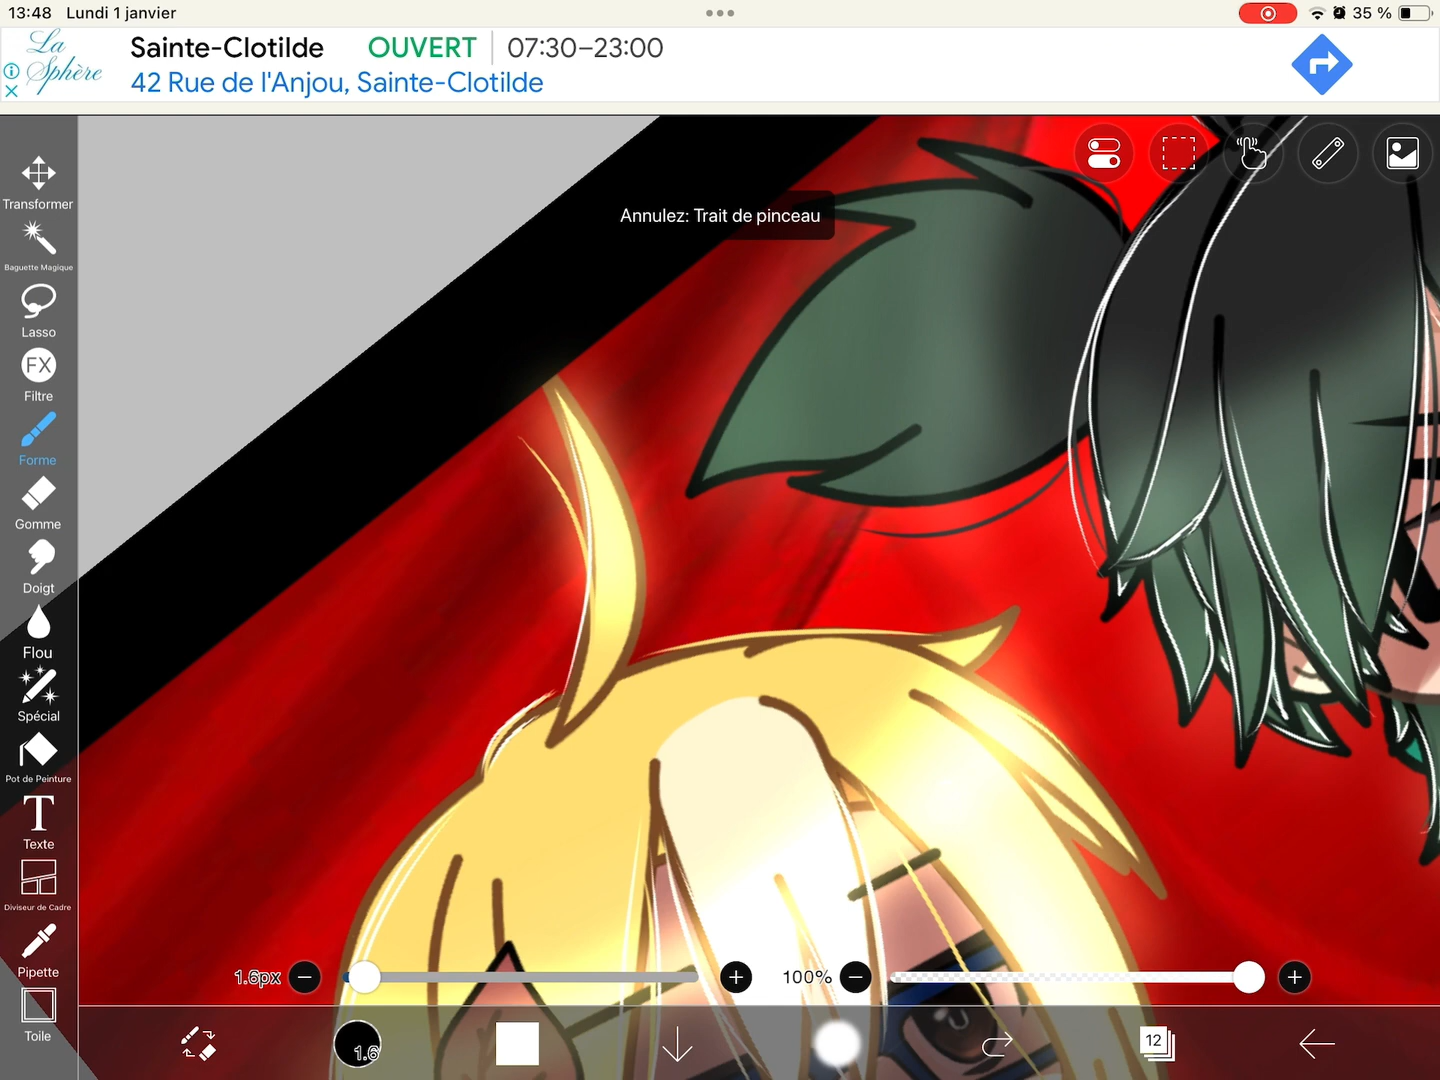 13:48 Lundi 1 janvier
35 %
La Sphère
Sainte-Clotilde OUVERT 07:30–23:00
42 Rue de l'Anjou, Sainte-Clotilde
Annulez: Trait de pinceau
Transformer
Baguette Magique
Lasso
FX
Filtre
Forme
Gomme
Doigt
Flou
Spécial
Pot de Peinture
T
Texte
Diviseur de Cadre
Pipette
Toile
1.6px
100%
1.6
12